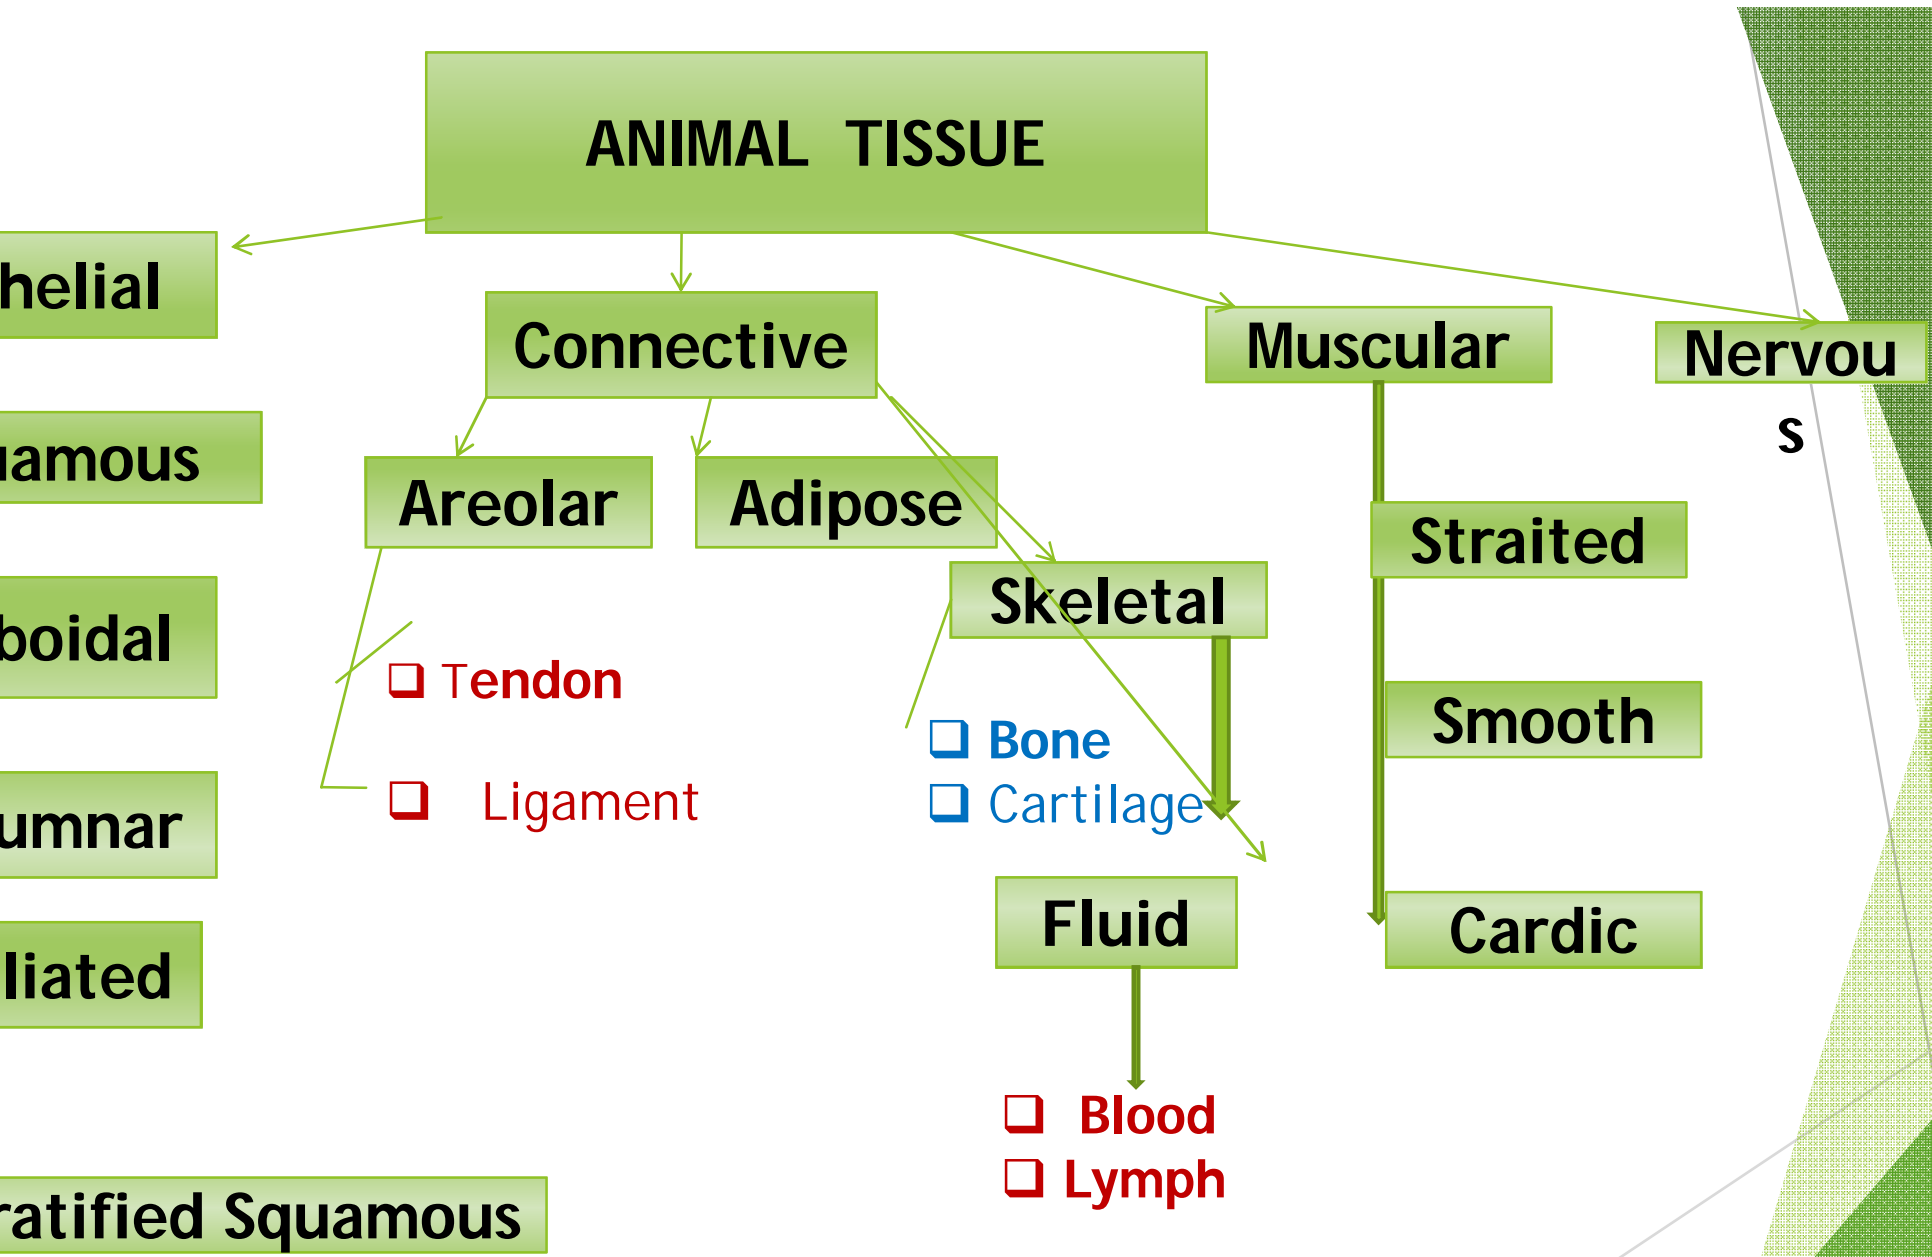 ANIMAL TISSUE
helial
Connective
Muscular
Nervou
s
uamous
Areolar
Adipose
Straited
Skeletal
boidal
Tendon
Smooth
Bone
Ligament
Cartilage
umnar
Fluid
Cardic
liated
Blood
Lymph
ratified Squamous